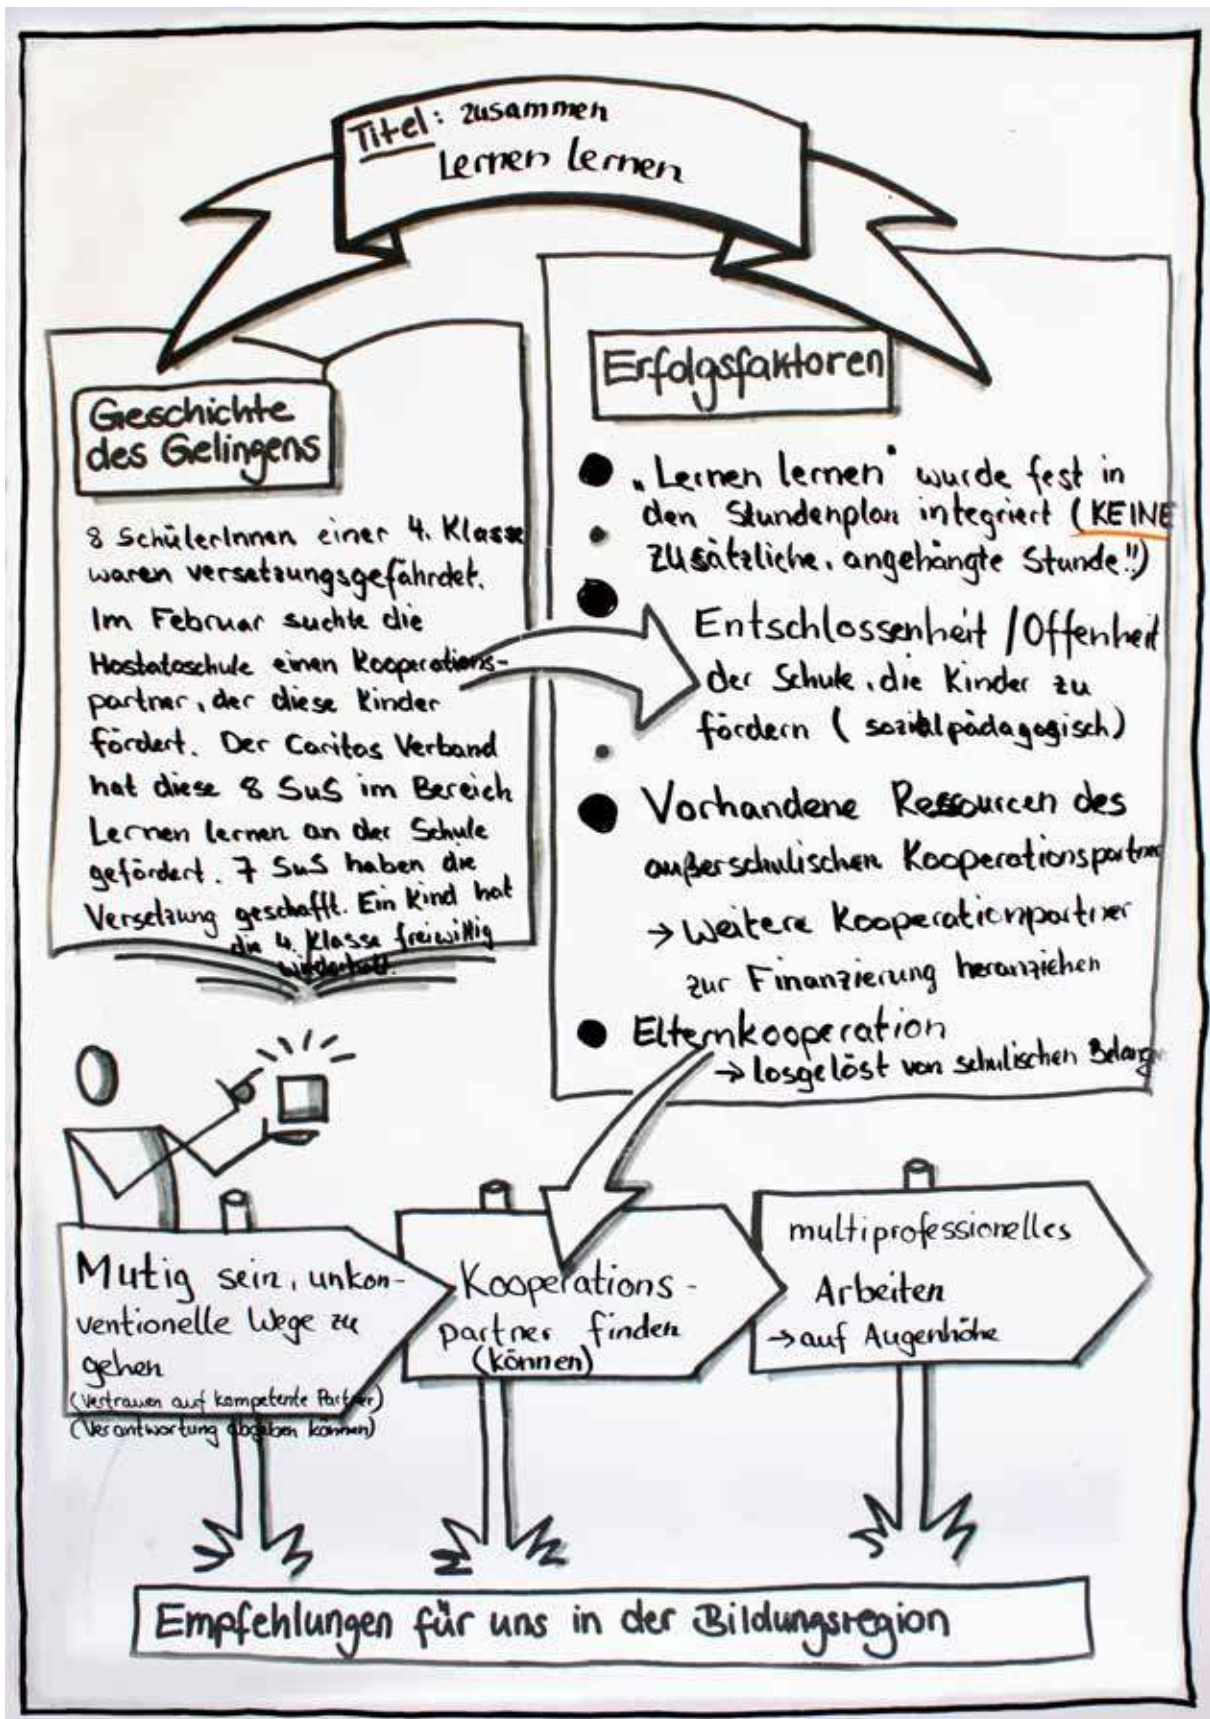 Titel: zusammen
Lernen lernen
Geschichte
des Gelingens
8 SchülerInnen einer 4. Klasse
waren versetzungsgefährdet.
Im Februar suchte die
Hostatoschule einen Kooperations-
partner, der diese Kinder
fördert. Der Caritas Verband
hat diese 8 SuS im Bereich
Lernen lernen an der Schule
gefördert. 7 SuS haben die
Versetzung geschafft. Ein Kind hat
die 4. Klasse freiwillig
wiederholt.
Erfolgsfaktoren
„Lernen lernen" wurde fest in
den Stundenplan integriert (KEINE
zusätzliche, angehängte Stunde!!)
Entschlossenheit / Offenheit
der Schule, die Kinder zu
fördern (sozialpädagogisch)
Vorhandene Ressourcen des
außerschulischen Kooperationspartner
→ Weitere Kooperationpartner
zur Finanzierung heranziehen
Elternkooperation
→ losgelöst von schulischen Belang
Mutig sein, unkon-
ventionelle Wege zu
gehen
(Vertrauen auf kompetente Partner)
(Verantwortung abgeben können)
Kooperations-
partner finden
(können)
multiprofessionelles
Arbeiten
→ auf Augenhöhe
Empfehlungen für uns in der Bildungsregion